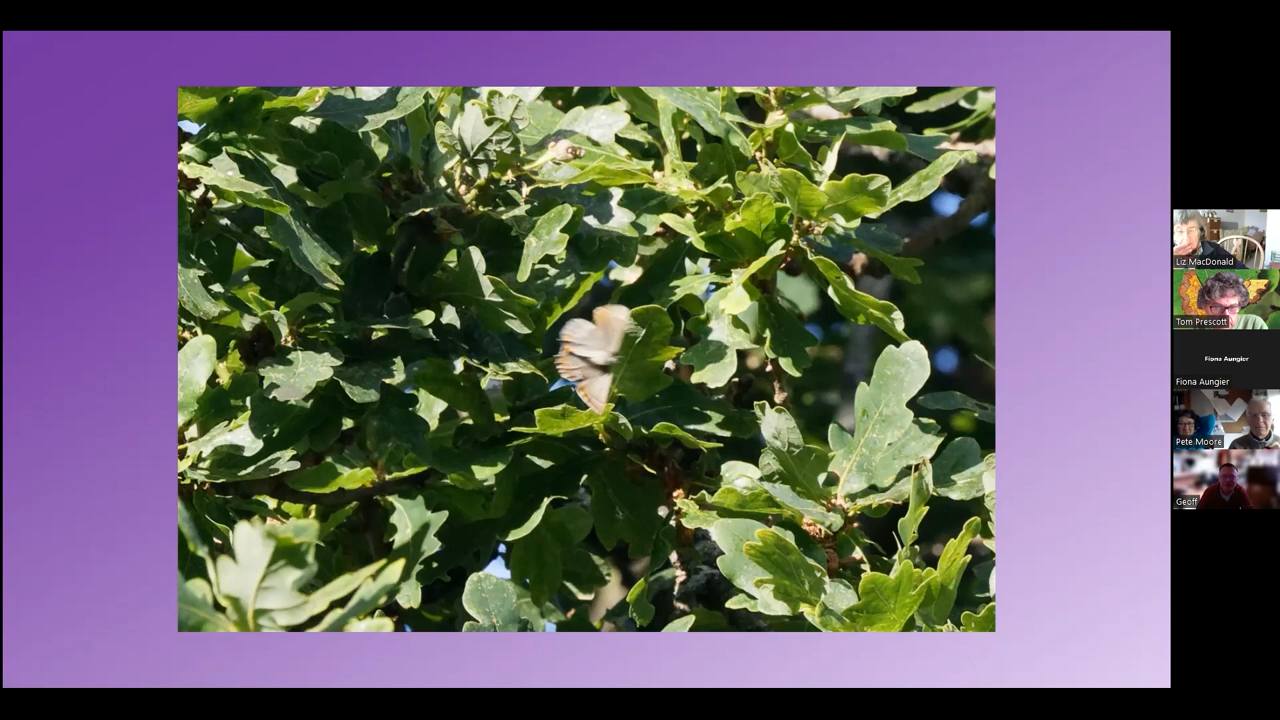 Liz MacDonald
Tom Prescott
Fiona Aungier
Fiona Aungier
Pete Moore
Geoff